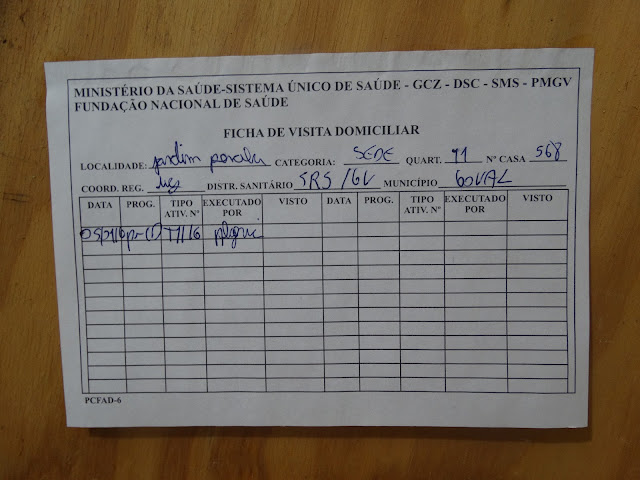 MINISTÉRIO DA SAÚDE-SISTEMA ÚNICO DE SAÚDE - GCZ - DSC - SMS - PMGV
FUNDAÇÃO NACIONAL DE SAÚDE
FICHA DE VISITA DOMICILIAR
LOCALIDADE: Jardim CATEGORIA: SEDE QUART. 11 Nº CASA 568
COORD. REG. DISTR. SANITÁRIO SRS/GV MUNICÍPIO GOVAL
DATA PROG. TIPO ATIV. Nº EXECUTADO POR VISTO DATA PROG. TIPO ATIV. Nº EXECUTADO POR VISTO
PCFAD-6